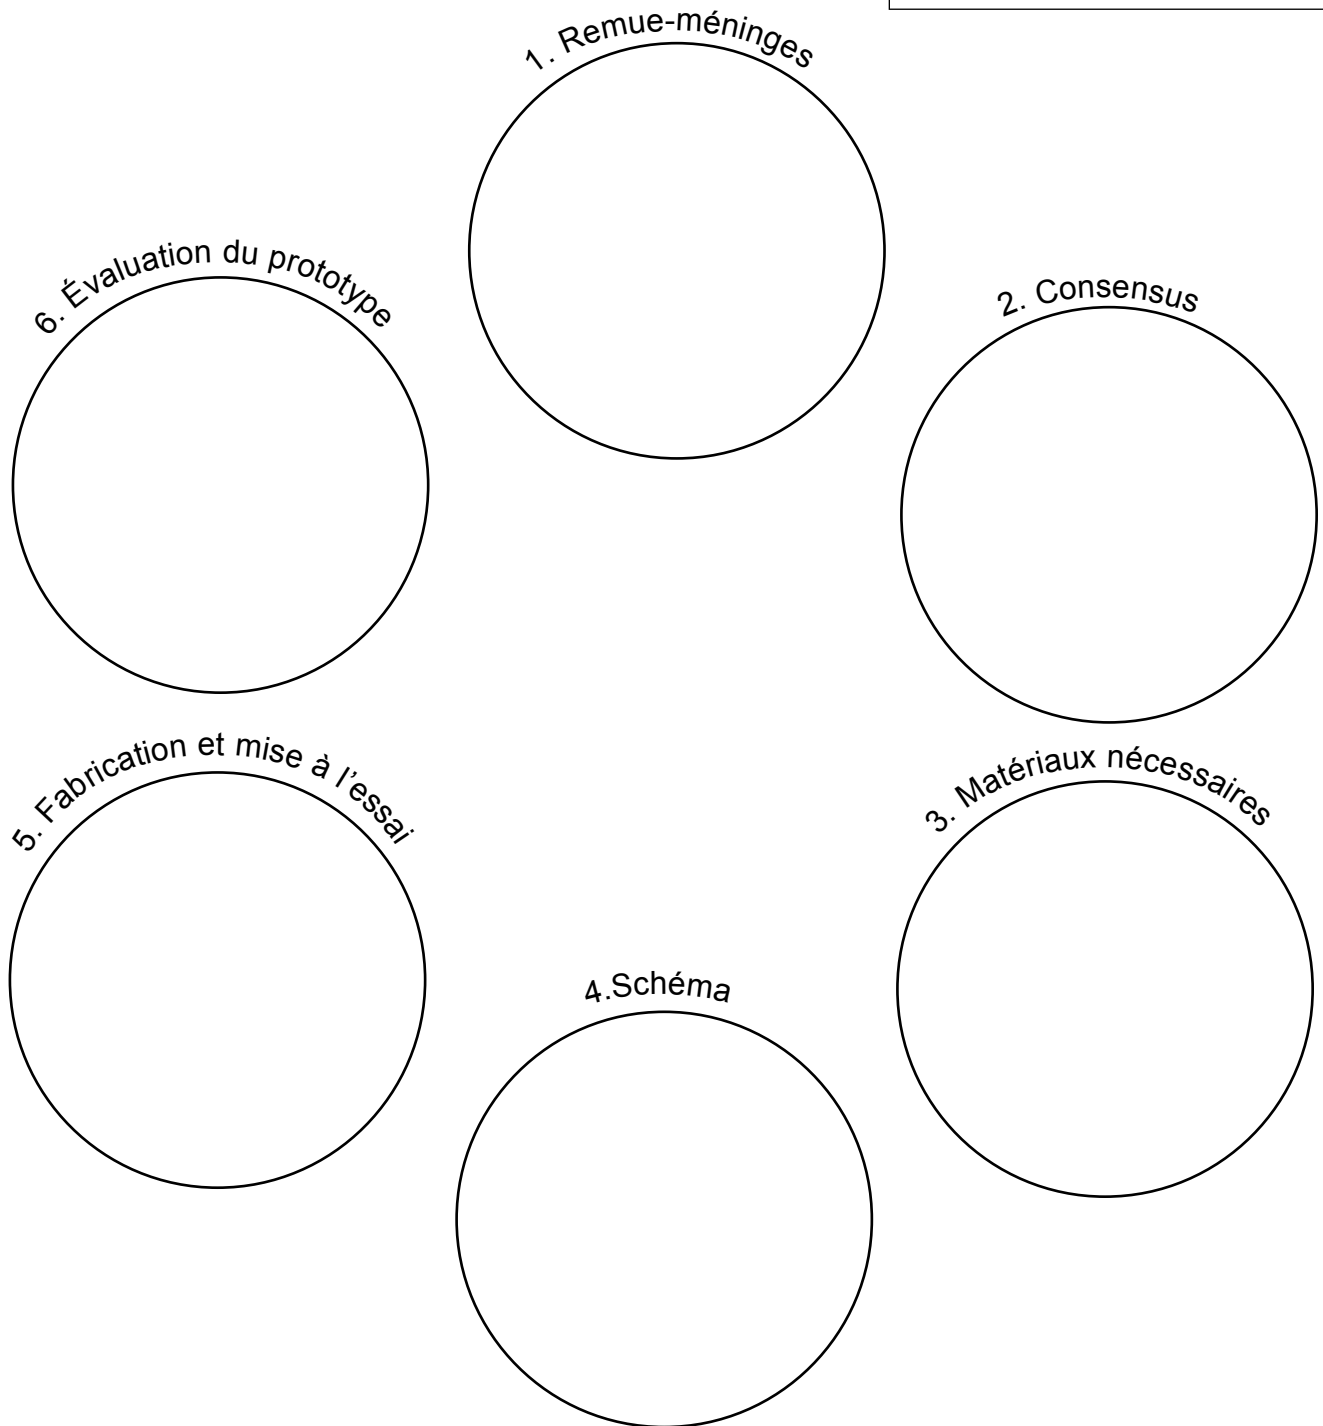 1. Remue-méninges
2. Consensus
3. Matériaux nécessaires
4.Schéma
5. Fabrication et mise à l'essai
6. Évaluation du prototype